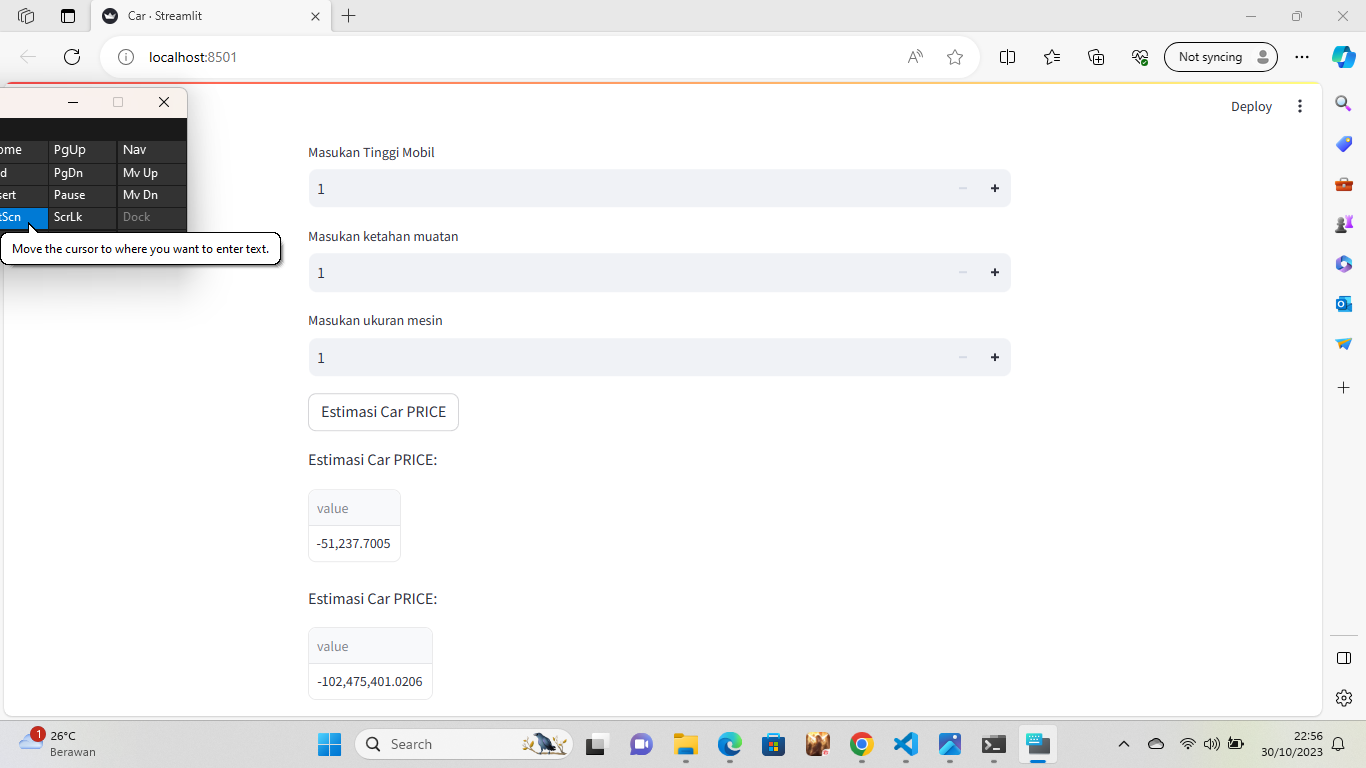 Car · Streamlit
localhost:8501
Not syncing
Deploy
PgUp
Nav
PgDn
Mv Up
Pause
Mv Dn
ScrLk
Dock
Move the cursor to where you want to enter text.
Masukan Tinggi Mobil
1
Masukan ketahan muatan
1
Masukan ukuran mesin
1
Estimasi Car PRICE
Estimasi Car PRICE:
value
-51,237.7005
Estimasi Car PRICE:
value
-102,475,401.0206
1
26°C
Berawan
Search
22:56
30/10/2023